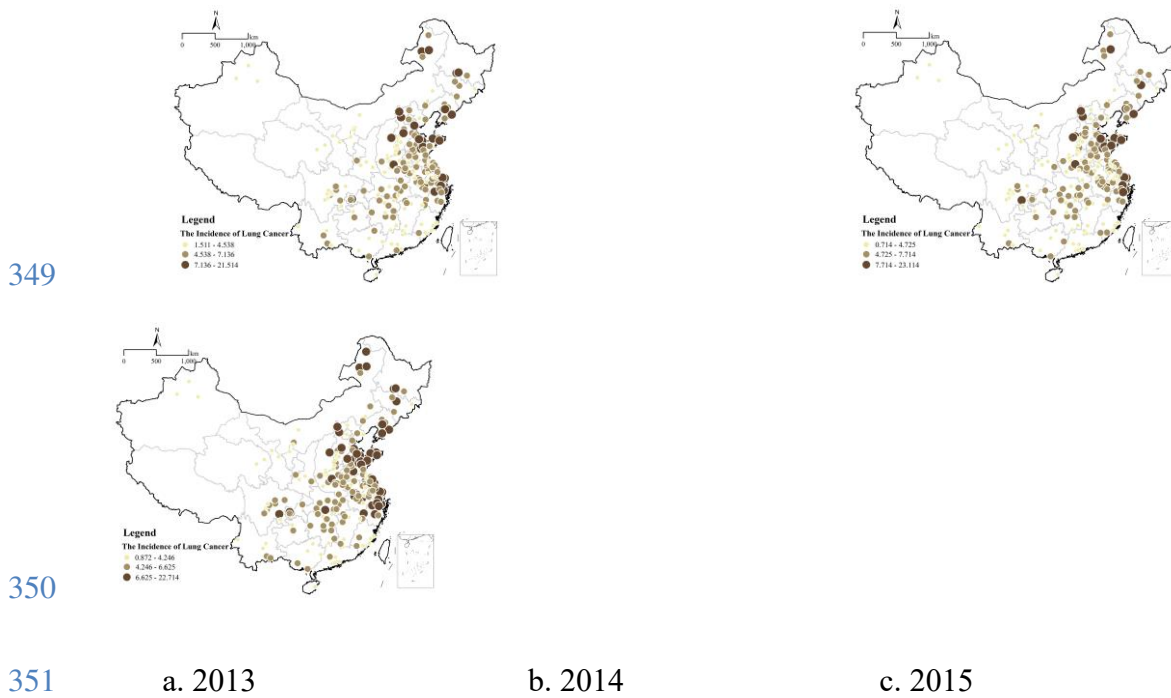 N
km
0 500 1,000
Legend
The Incidence of Lung Cancer
1.511 - 4.538
4.538 - 7.136
7.136 - 21.514
N
km
0 500 1,000
Legend
The Incidence of Lung Cancer
0.714 - 4.725
4.725 - 7.714
7.714 - 23.114
349
N
km
0 500 1,000
Legend
The Incidence of Lung Cancer
0.872 - 4.246
4.246 - 6.625
6.625 - 22.714
350
351 a. 2013 b. 2014 c. 2015